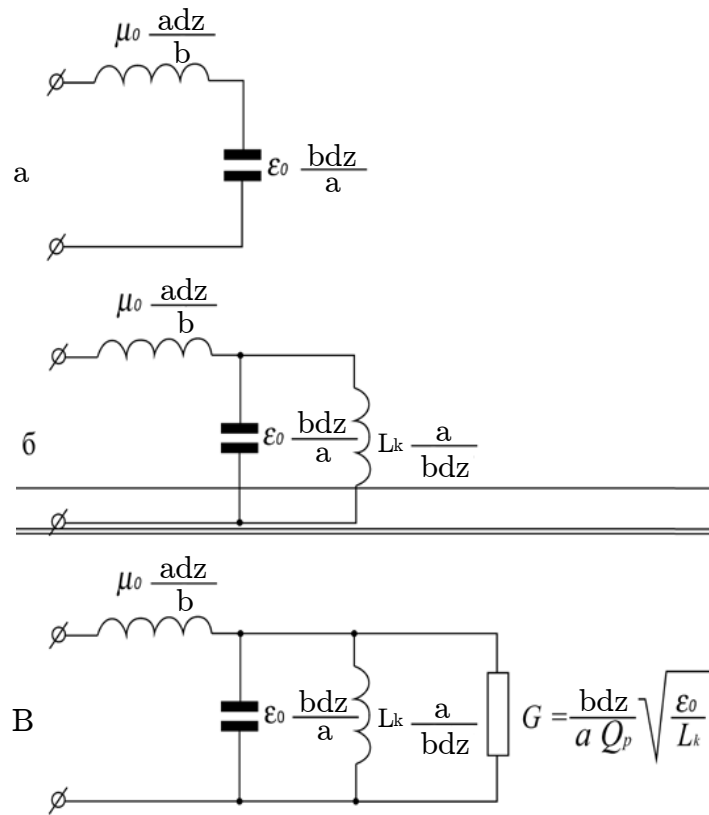 μ₀ adz/b
а
ε₀ bdz/a
μ₀ adz/b
б
ε₀ bdz/a
Lk a/bdz
μ₀ adz/b
В
ε₀ bdz/a
Lk a/bdz
G = bdz/(a Qp) √(ε₀/Lk)